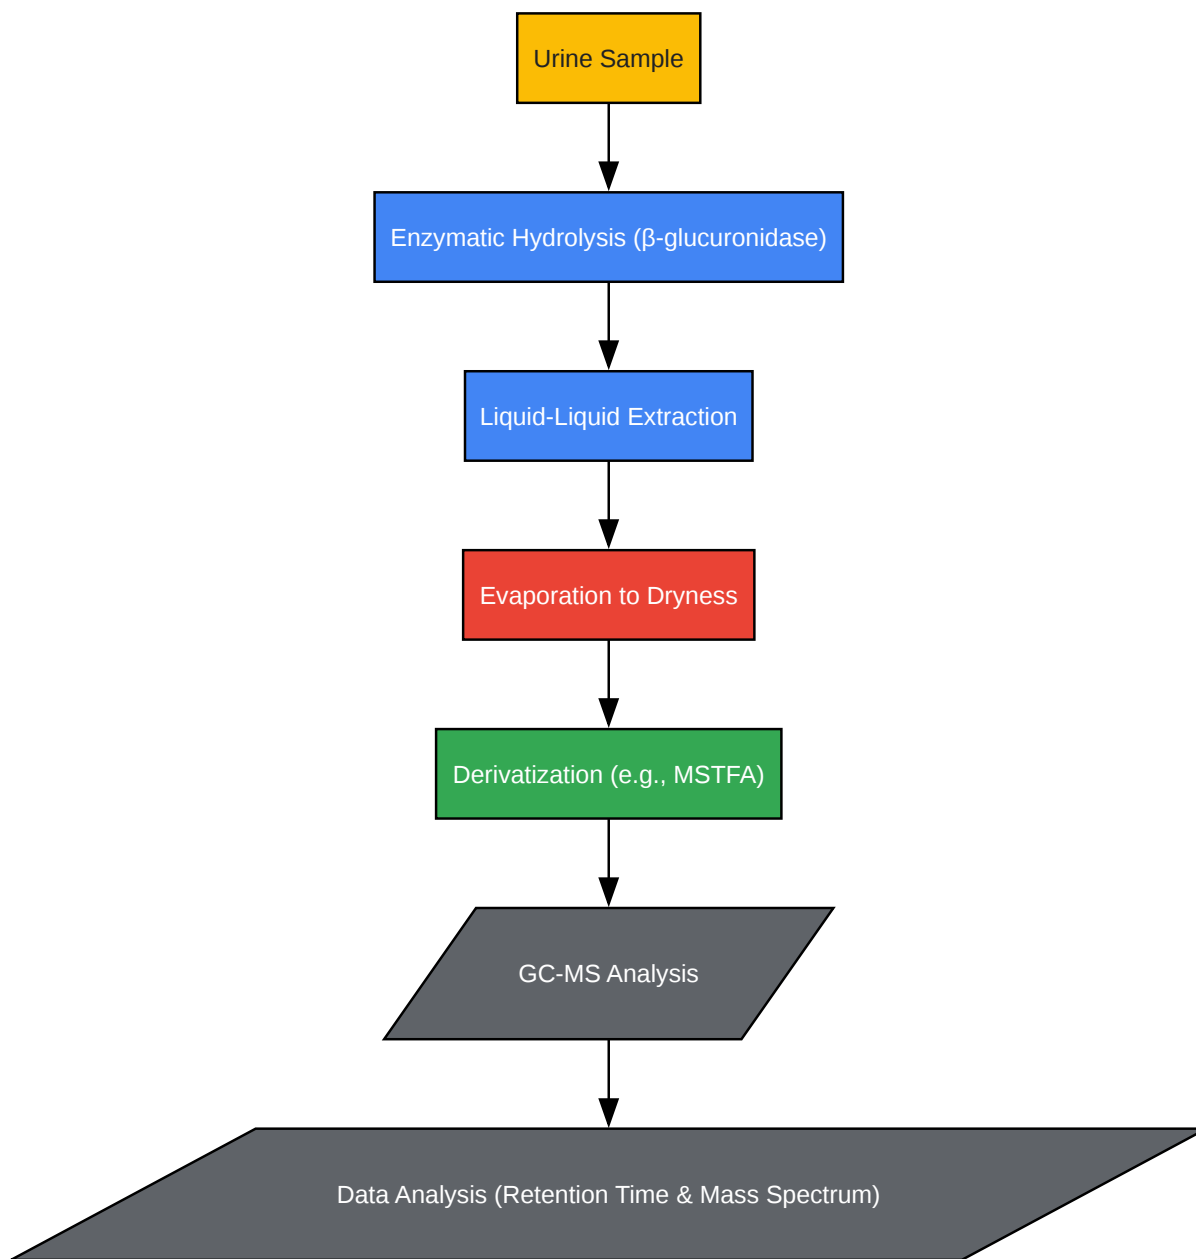 Urine Sample
Enzymatic Hydrolysis (β-glucuronidase)
Liquid-Liquid Extraction
Evaporation to Dryness
Derivatization (e.g., MSTFA)
GC-MS Analysis
Data Analysis (Retention Time & Mass Spectrum)